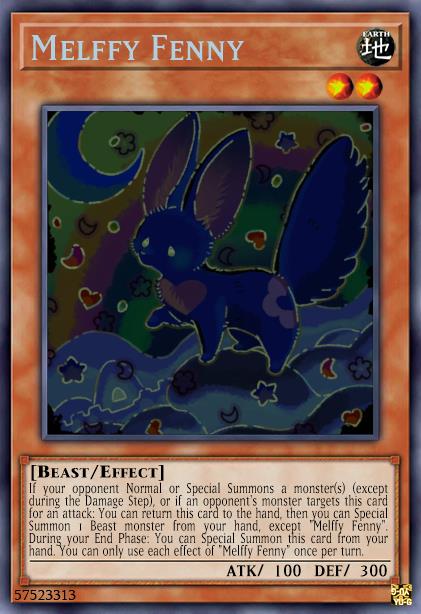 Melffy Fenny
EARTH
地
[Beast/Effect]
If your opponent Normal or Special Summons a monster(s) (except
during the Damage Step), or if an opponent's monster targets this card
for an attack: You can return this card to the hand, then you can Special
Summon 1 Beast monster from your hand, except "Melffy Fenny".
During your End Phase: You can Special Summon this card from your
hand. You can only use each effect of "Melffy Fenny" once per turn.
ATK/ 100 DEF/ 300
57523313